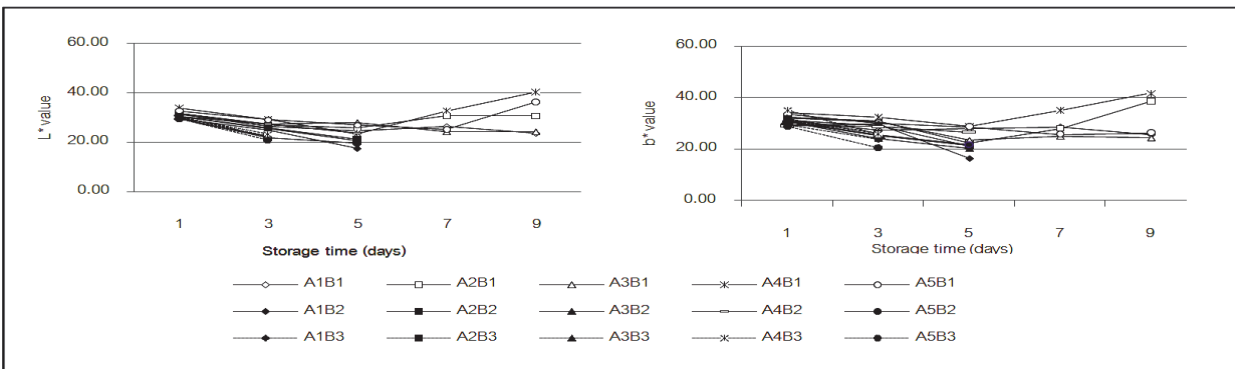 60.00
40.00
20.00
0.00
L* value
1 3 5 7 9
Storage time (days)
60.00
40.00
20.00
0.00
b* value
1 3 5 7 9
Storage time (days)
A1B1 A2B1 A3B1 A4B1 A5B1
A1B2 A2B2 A3B2 A4B2 A5B2
A1B3 A2B3 A3B3 A4B3 A5B3